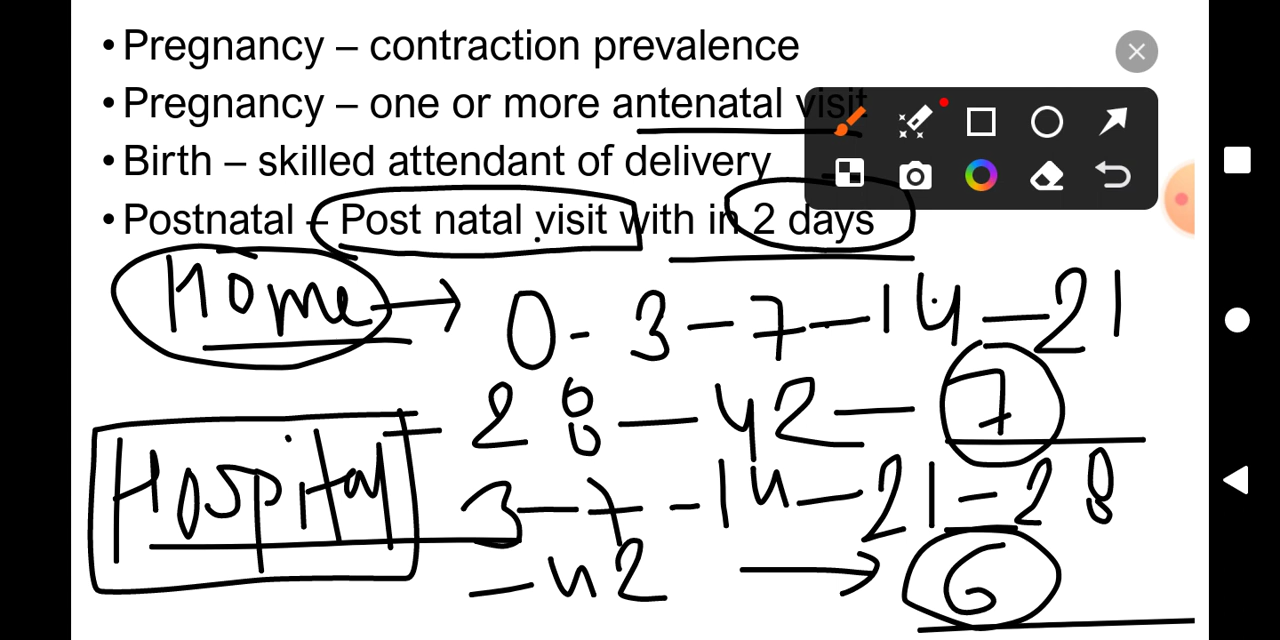 • Pregnancy – contraction prevalence
• Pregnancy – one or more antenatal visit
• Birth – skilled attendant of delivery
• Postnatal – Post natal visit with in 2 days
Home → 0 - 3 - 7 - 14 - 21
- 28 - 42 - 7
Hospital 3 - 7 - 14 - 21 - 28
- 42 → 6